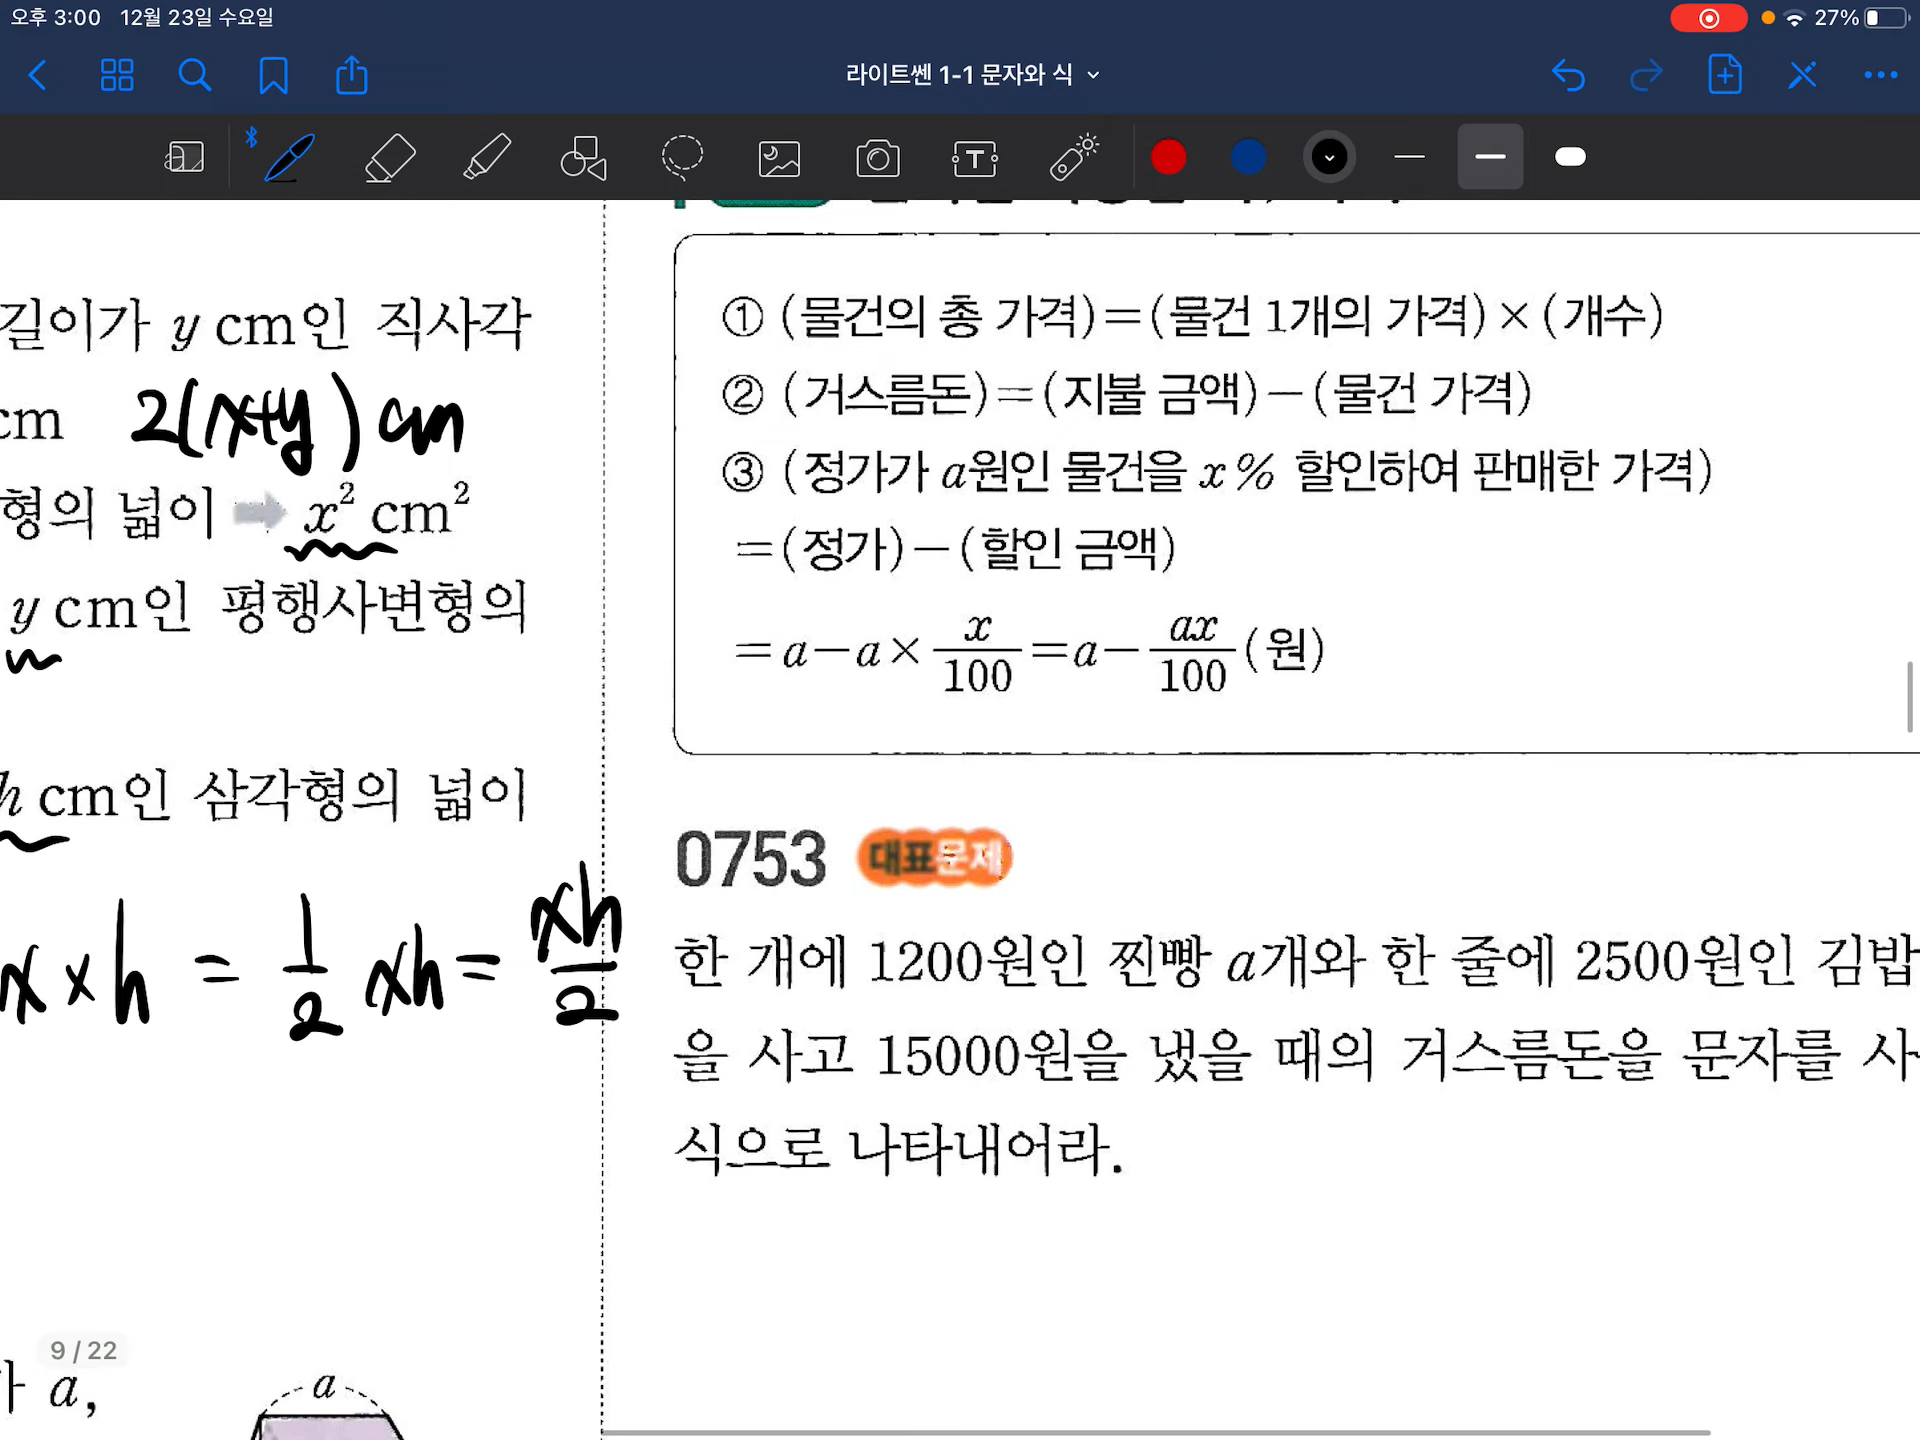 오후 3:00 12월 23일 수요일
27%
라이트쎈 1-1 문자와 식
길이가 y cm인 직사각
cm 2(x+y) cm
형의 넓이 ➡ x² cm²
y cm인 평행사변형의
h cm인 삼각형의 넓이
x × h = 1/2 xh = xh/2
9 / 22
a,
a
① (물건의 총 가격)=(물건 1개의 가격)×(개수)
② (거스름돈)=(지불 금액)-(물건 가격)
③ (정가가 a원인 물건을 x % 할인하여 판매한 가격)
=(정가)-(할인 금액)
=a-a× x/100 =a- ax/100 (원)
0753 대표문제
한 개에 1200원인 찐빵 a개와 한 줄에 2500원인 김밥
을 사고 15000원을 냈을 때의 거스름돈을 문자를 사
식으로 나타내어라.